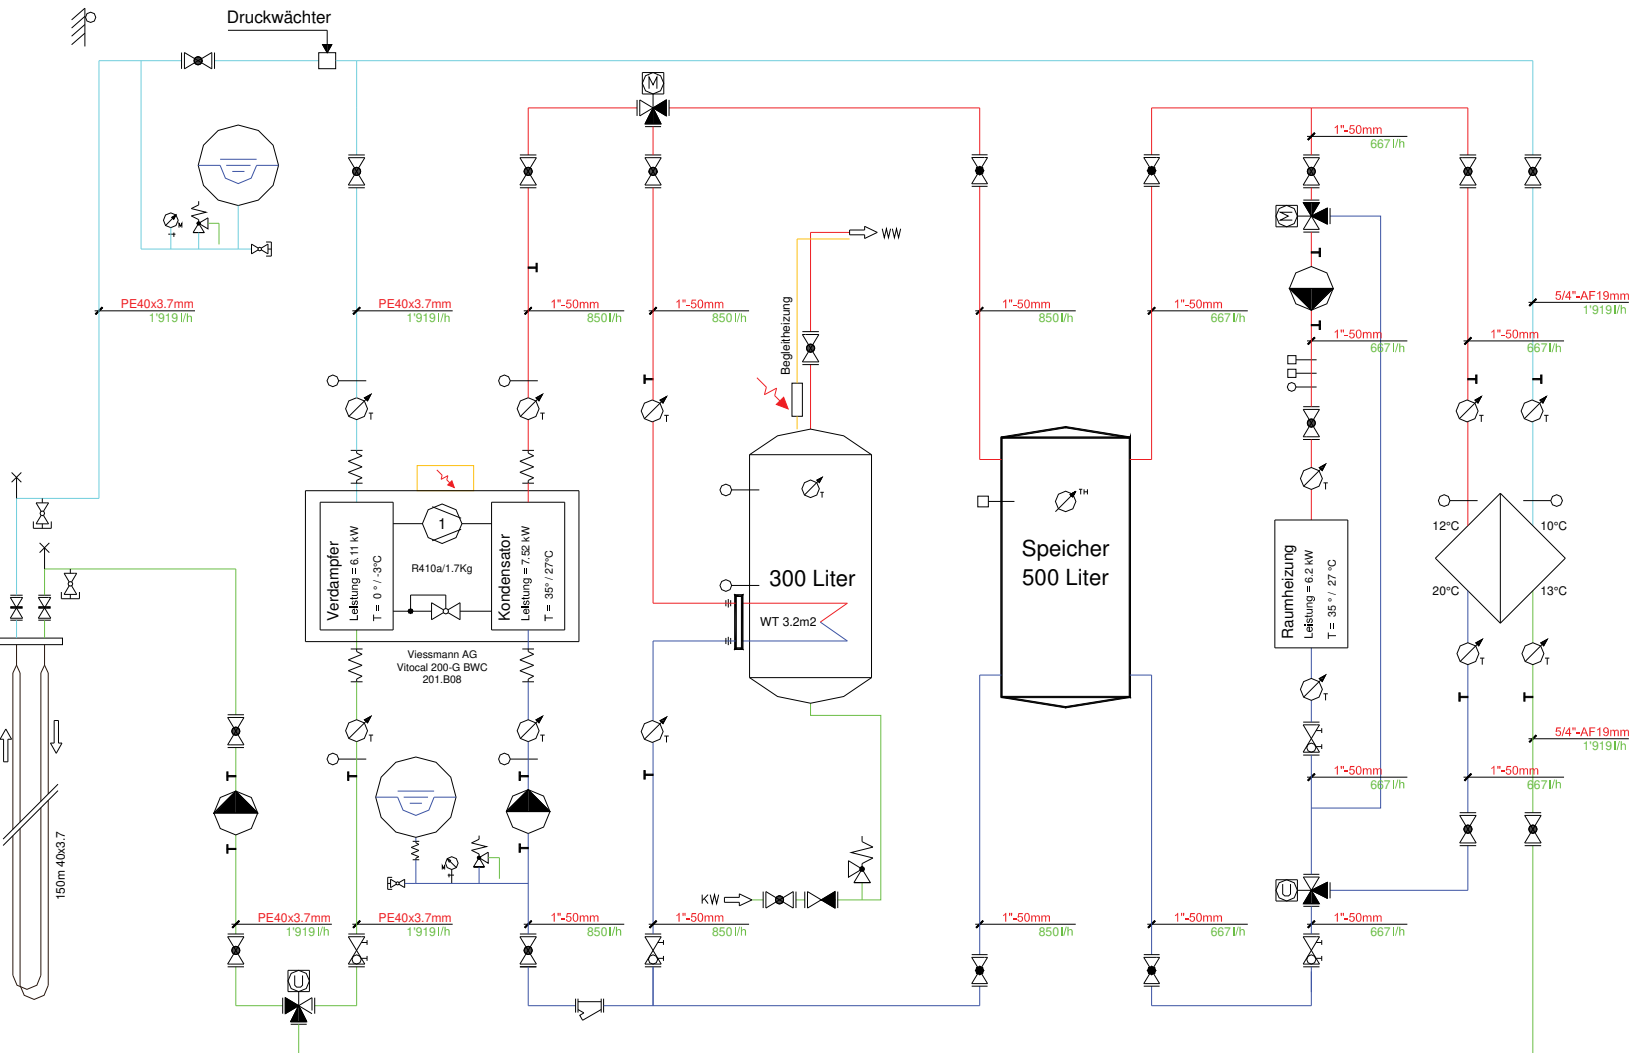 Druckwächter
M
1"-50mm
667 l/h
M
M
WW
PE40x3.7mm
1'919 l/h
PE40x3.7mm
1'919 l/h
1"-50mm
850 l/h
1"-50mm
850 l/h
Begleitheizung
1"-50mm
850 l/h
1"-50mm
667 l/h
1"-50mm
667 l/h
1"-50mm
667 l/h
5/4"-AF19mm
1'919 l/h
T
T
T
T
T
T
T
TH
Verdampfer
Leistung = 6.11 kW
T = 0 ° / -3°C
1
R410a/1.7Kg
Kondensator
Leistung = 7.52 kW
T = 35° / 27°C
Viessmann AG
Vitocal 200-G BWC
201.B08
300 Liter
WT 3.2m2
Speicher
500 Liter
Raumheizung
Leistung = 6.2 kW
T = 35 ° / 27 °C
12°C
10°C
20°C
13°C
T
T
T
T
T
T
150m 40x3.7
M
5/4"-AF19mm
1'919 l/h
1"-50mm
667 l/h
1"-50mm
667 l/h
KW
U
PE40x3.7mm
1'919 l/h
PE40x3.7mm
1'919 l/h
1"-50mm
850 l/h
1"-50mm
850 l/h
1"-50mm
850 l/h
1"-50mm
667 l/h
1"-50mm
667 l/h
U